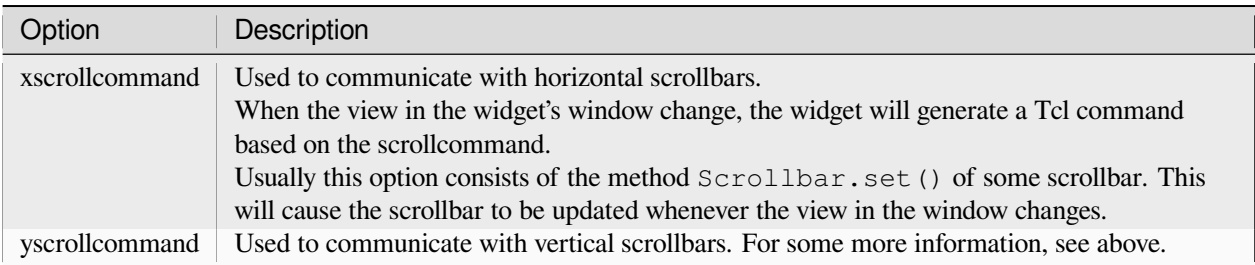 Option Description
xscrollcommand Used to communicate with horizontal scrollbars.
When the view in the widget's window change, the widget will generate a Tcl command
based on the scrollcommand.
Usually this option consists of the method Scrollbar.set() of some scrollbar. This
will cause the scrollbar to be updated whenever the view in the window changes.
yscrollcommand Used to communicate with vertical scrollbars. For some more information, see above.